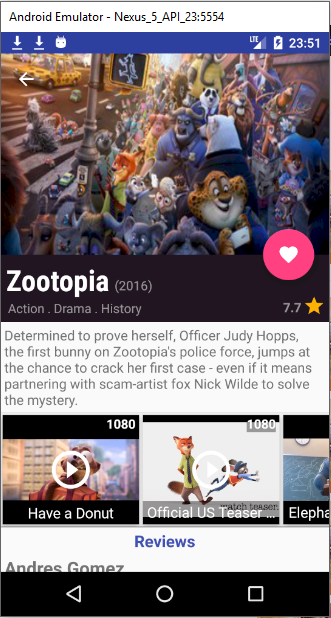 Android Emulator - Nexus_5_API_23:5554
LTE 23:51
Zootopia (2016)
Action . Drama . History
7.7
Determined to prove herself, Officer Judy Hopps,
the first bunny on Zootopia's police force, jumps at
the chance to crack her first case - even if it means
partnering with scam-artist fox Nick Wilde to solve
the mystery.
1080 1080
watch teaser
Have a Donut Official US Teaser ... Elepha
Reviews
Andres Gomez